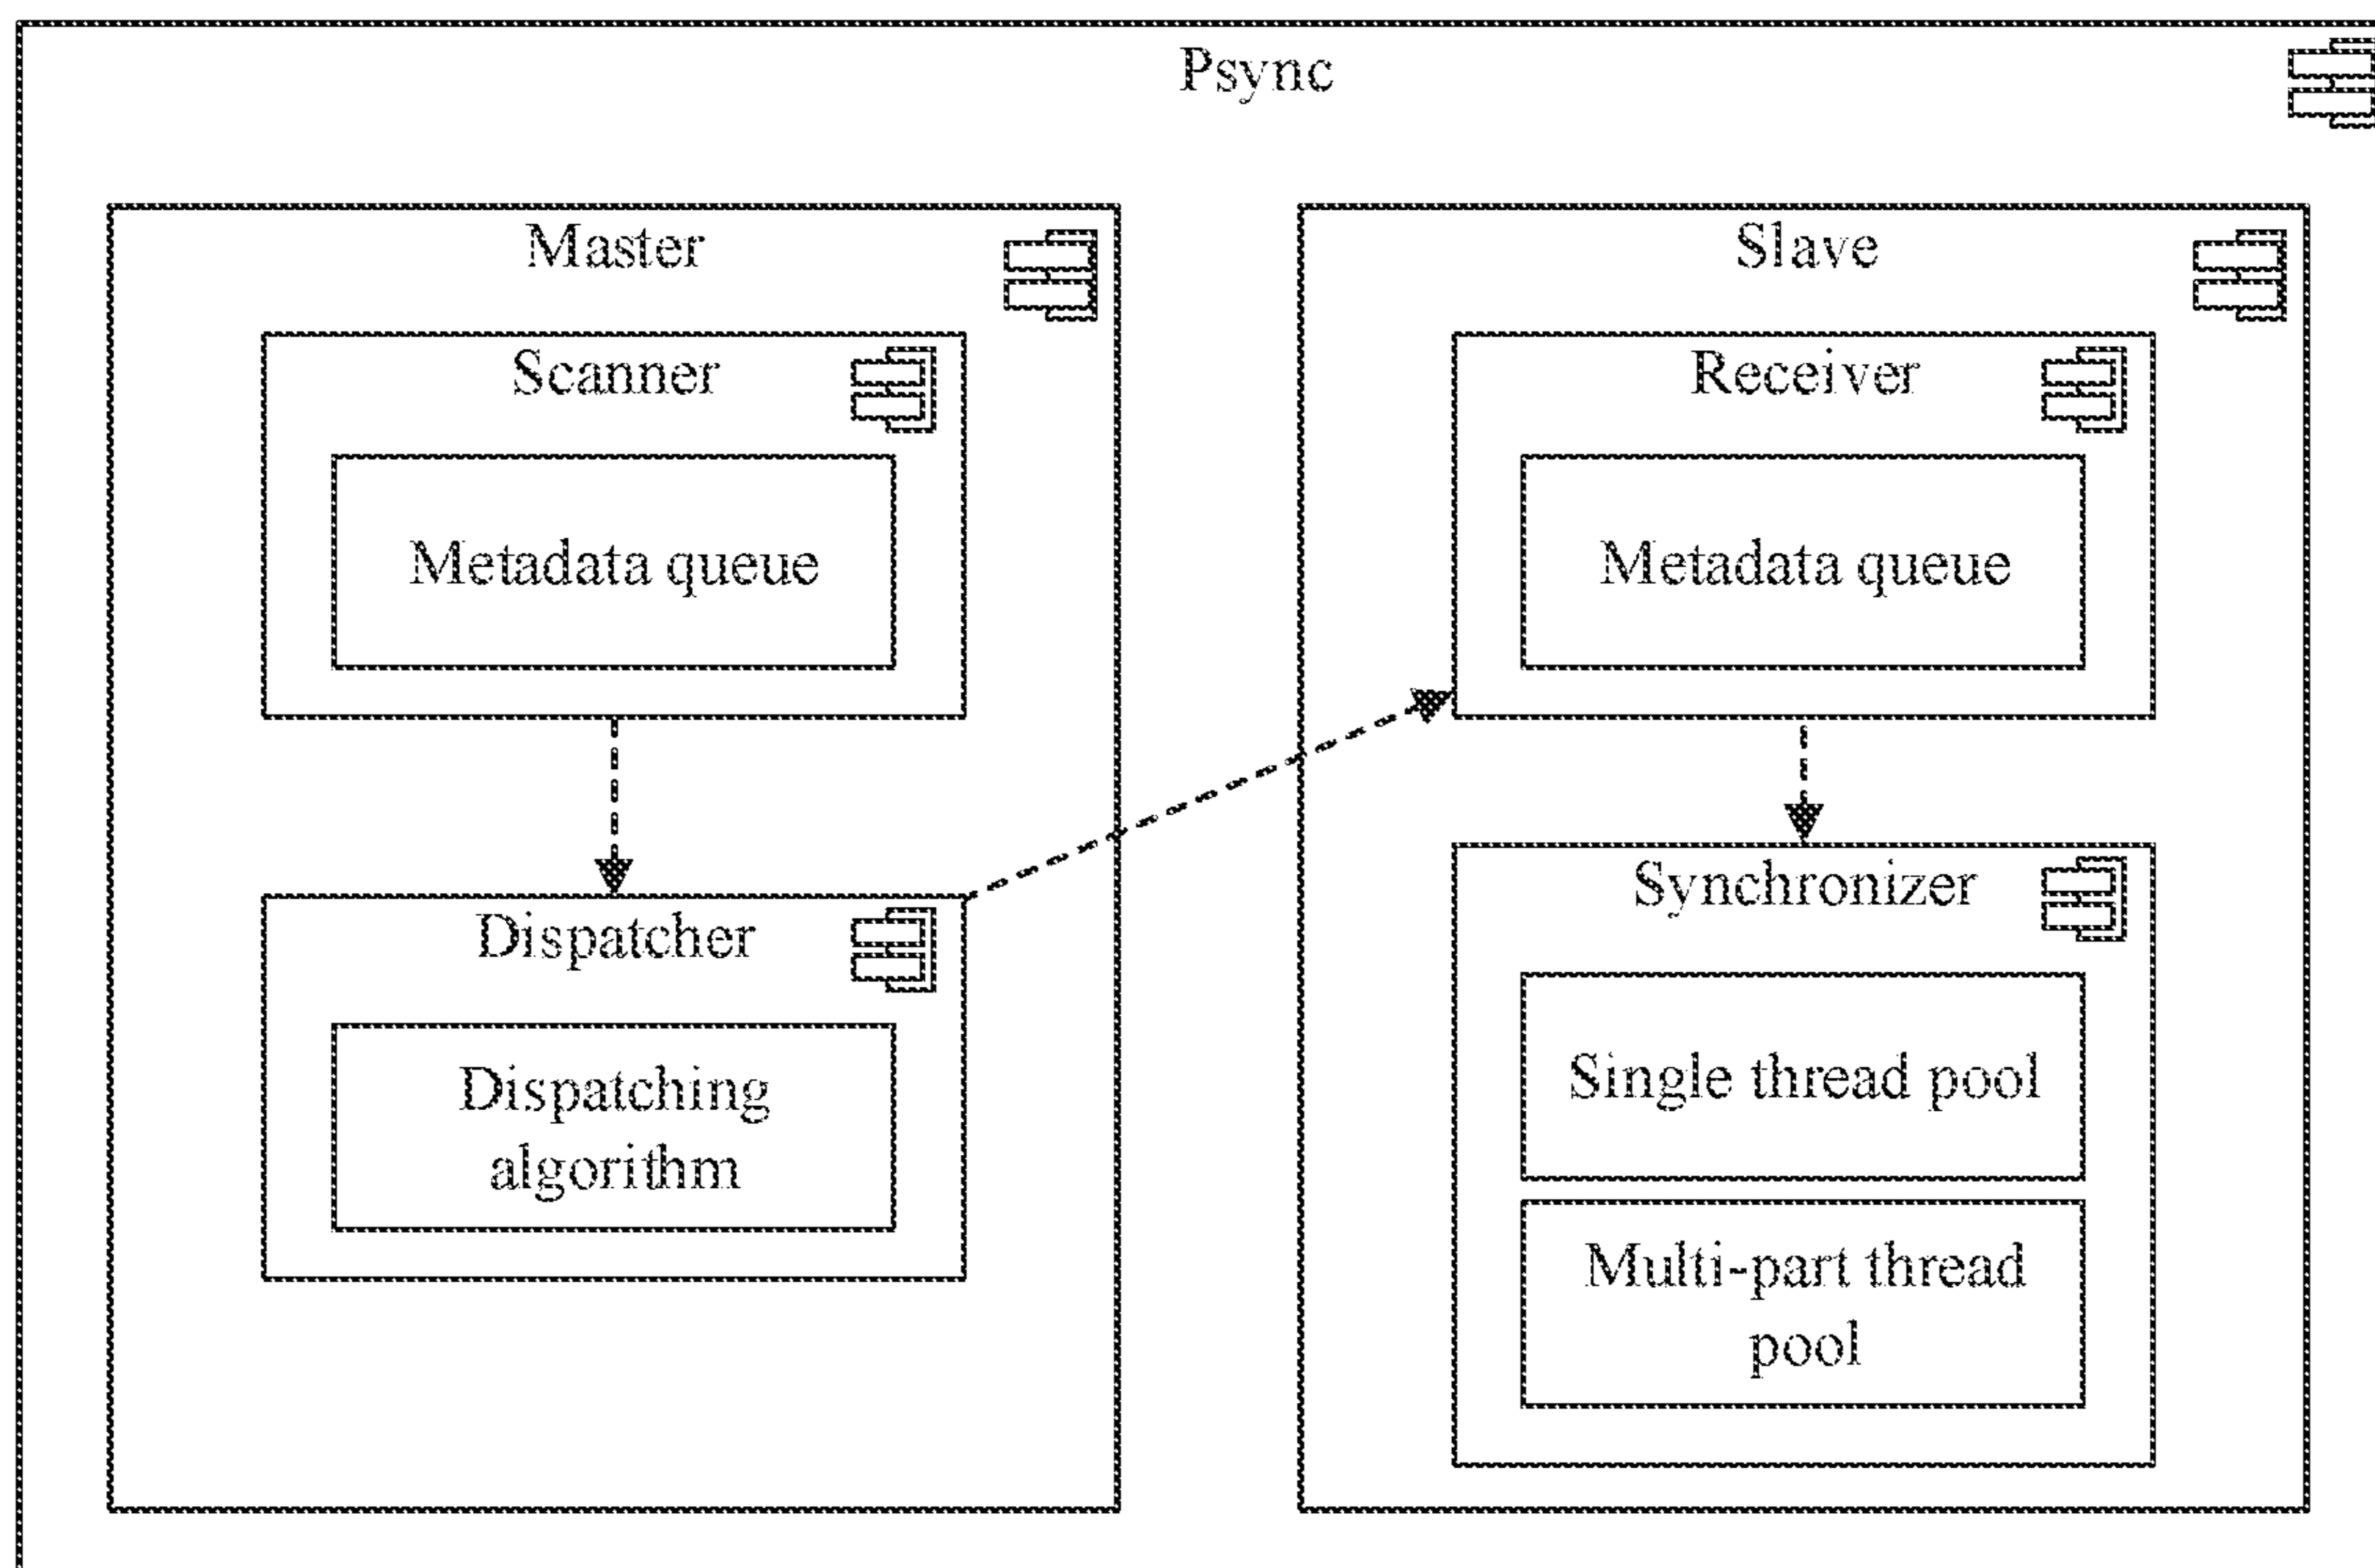 Psync
Master
Scanner
Metadata queue
Dispatcher
Dispatching
algorithm
Slave
Receiver
Metadata queue
Synchronizer
Single thread pool
Multi-part thread
pool